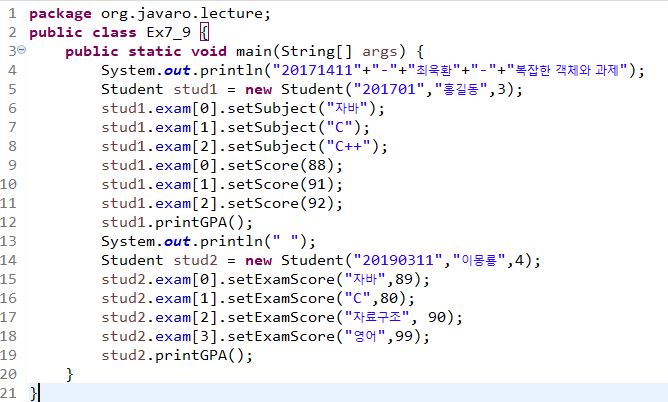 1 package org.javaro.lecture;
2 public class Ex7_9 {
3 public static void main(String[] args) {
4 System.out.println("20171411"+"-"+"최욱환"+"-"+"복잡한 객체와 과제");
5 Student stud1 = new Student("201701","홍길동",3);
6 stud1.exam[0].setSubject("자바");
7 stud1.exam[1].setSubject("C");
8 stud1.exam[2].setSubject("C++");
9 stud1.exam[0].setScore(88);
10 stud1.exam[1].setScore(91);
11 stud1.exam[2].setScore(92);
12 stud1.printGPA();
13 System.out.println(" ");
14 Student stud2 = new Student("20190311","이몽룡",4);
15 stud2.exam[0].setExamScore("자바",89);
16 stud2.exam[1].setExamScore("C",80);
17 stud2.exam[2].setExamScore("자료구조", 90);
18 stud2.exam[3].setExamScore("영어",99);
19 stud2.printGPA();
20 }
21 }